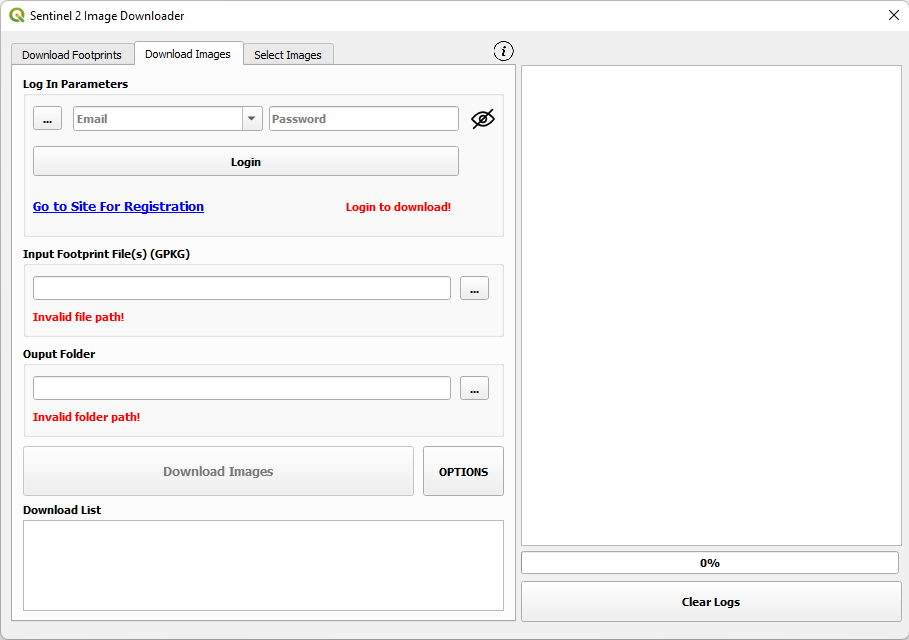 Sentinel 2 Image Downloader
Download Footprints
Download Images
Select Images
i
Log In Parameters
...
Email
Password
Login
Go to Site For Registration
Login to download!
Input Footprint File(s) (GPKG)
...
Invalid file path!
Ouput Folder
...
Invalid folder path!
Download Images
OPTIONS
Download List
0%
Clear Logs